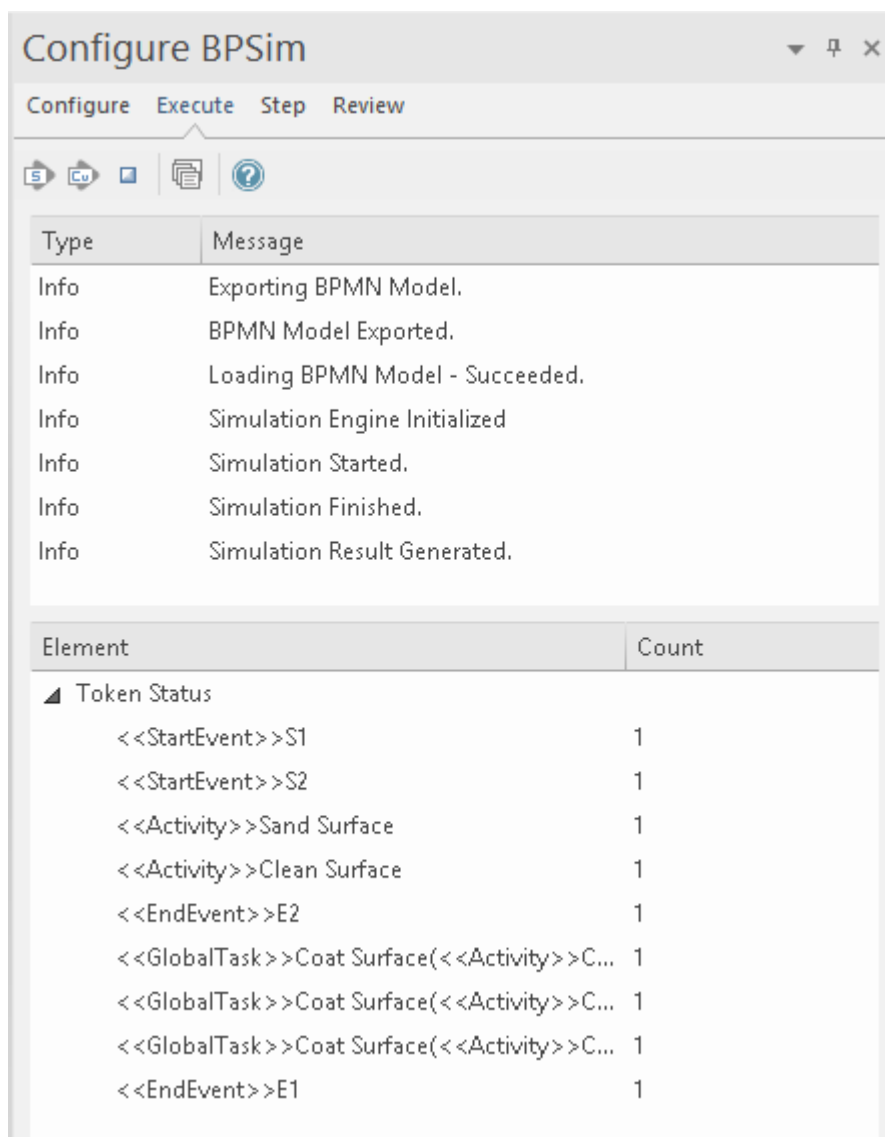 Configure BPSim
Configure Execute Step Review
S Cu ?
Type Message
Info Exporting BPMN Model.
Info BPMN Model Exported.
Info Loading BPMN Model - Succeeded.
Info Simulation Engine Initialized
Info Simulation Started.
Info Simulation Finished.
Info Simulation Result Generated.
Element Count
Token Status
<<StartEvent>>S1 1
<<StartEvent>>S2 1
<<Activity>>Sand Surface 1
<<Activity>>Clean Surface 1
<<EndEvent>>E2 1
<<GlobalTask>>Coat Surface(<<Activity>>C... 1
<<GlobalTask>>Coat Surface(<<Activity>>C... 1
<<GlobalTask>>Coat Surface(<<Activity>>C... 1
<<EndEvent>>E1 1